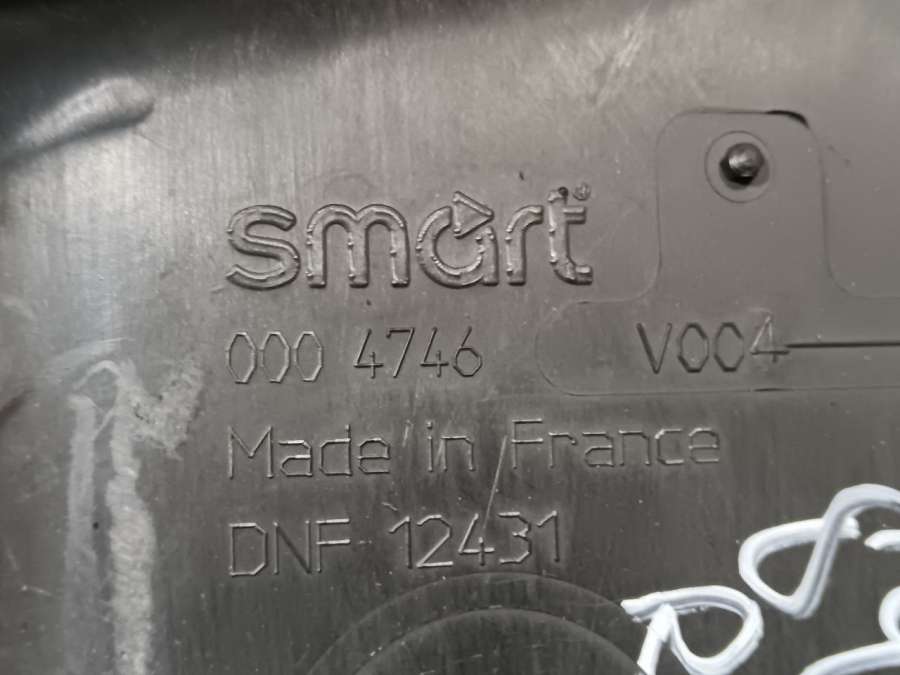 smart®
000 4746 V004
Made in France
DNF 12431